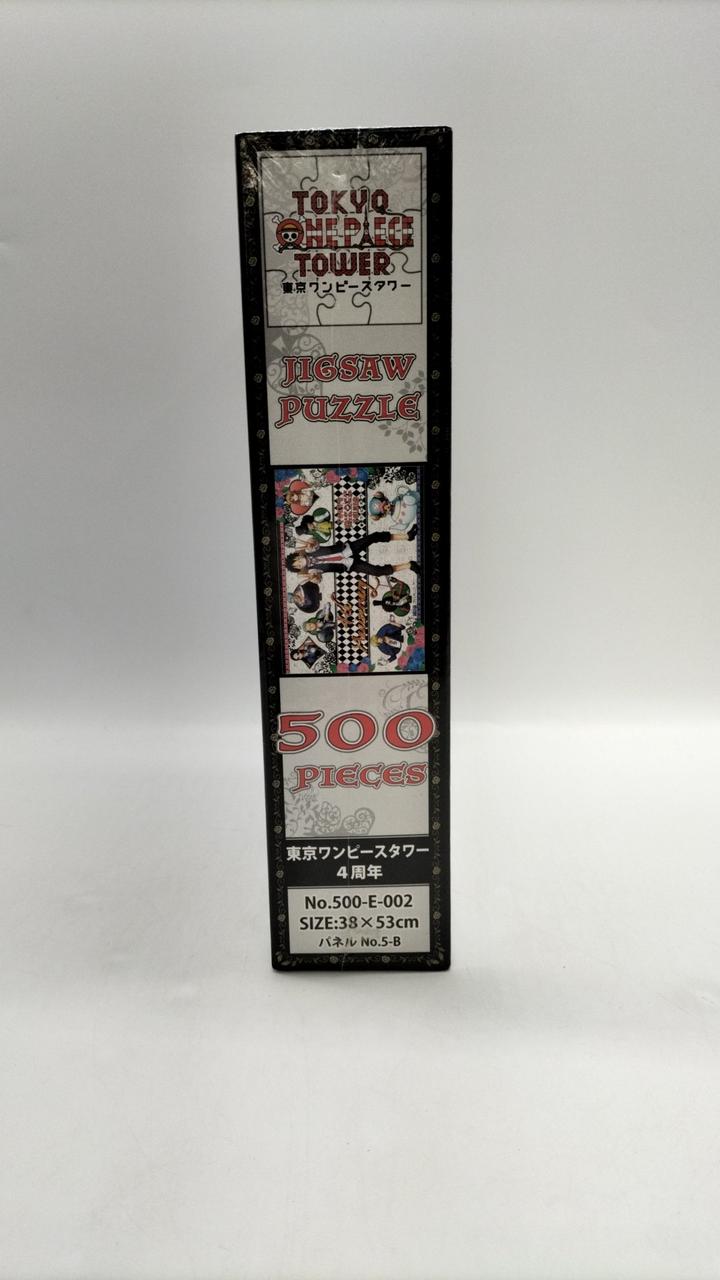 TOKYO
ONE PIECE
TOWER
東京ワンピースタワー
JIGSAW
PUZZLE
500
PIECES
東京ワンピースタワー
4周年
No.500-E-002
SIZE:38×53cm
パネル No.5-B